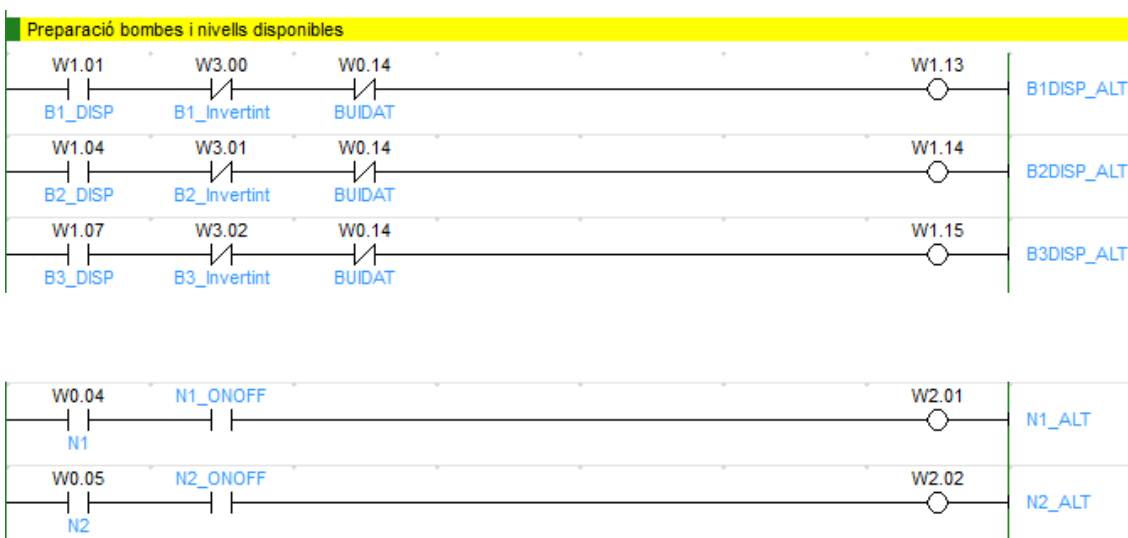 Preparació bombes i nivells disponibles
W1.01 W3.00 W0.14 W1.13
B1DISP_ALT
B1_DISP B1_Invertint BUIDAT
W1.04 W3.01 W0.14 W1.14
B2DISP_ALT
B2_DISP B2_Invertint BUIDAT
W1.07 W3.02 W0.14 W1.15
B3DISP_ALT
B3_DISP B3_Invertint BUIDAT
W0.04 N1_ONOFF W2.01
N1_ALT
N1
W0.05 N2_ONOFF W2.02
N2_ALT
N2